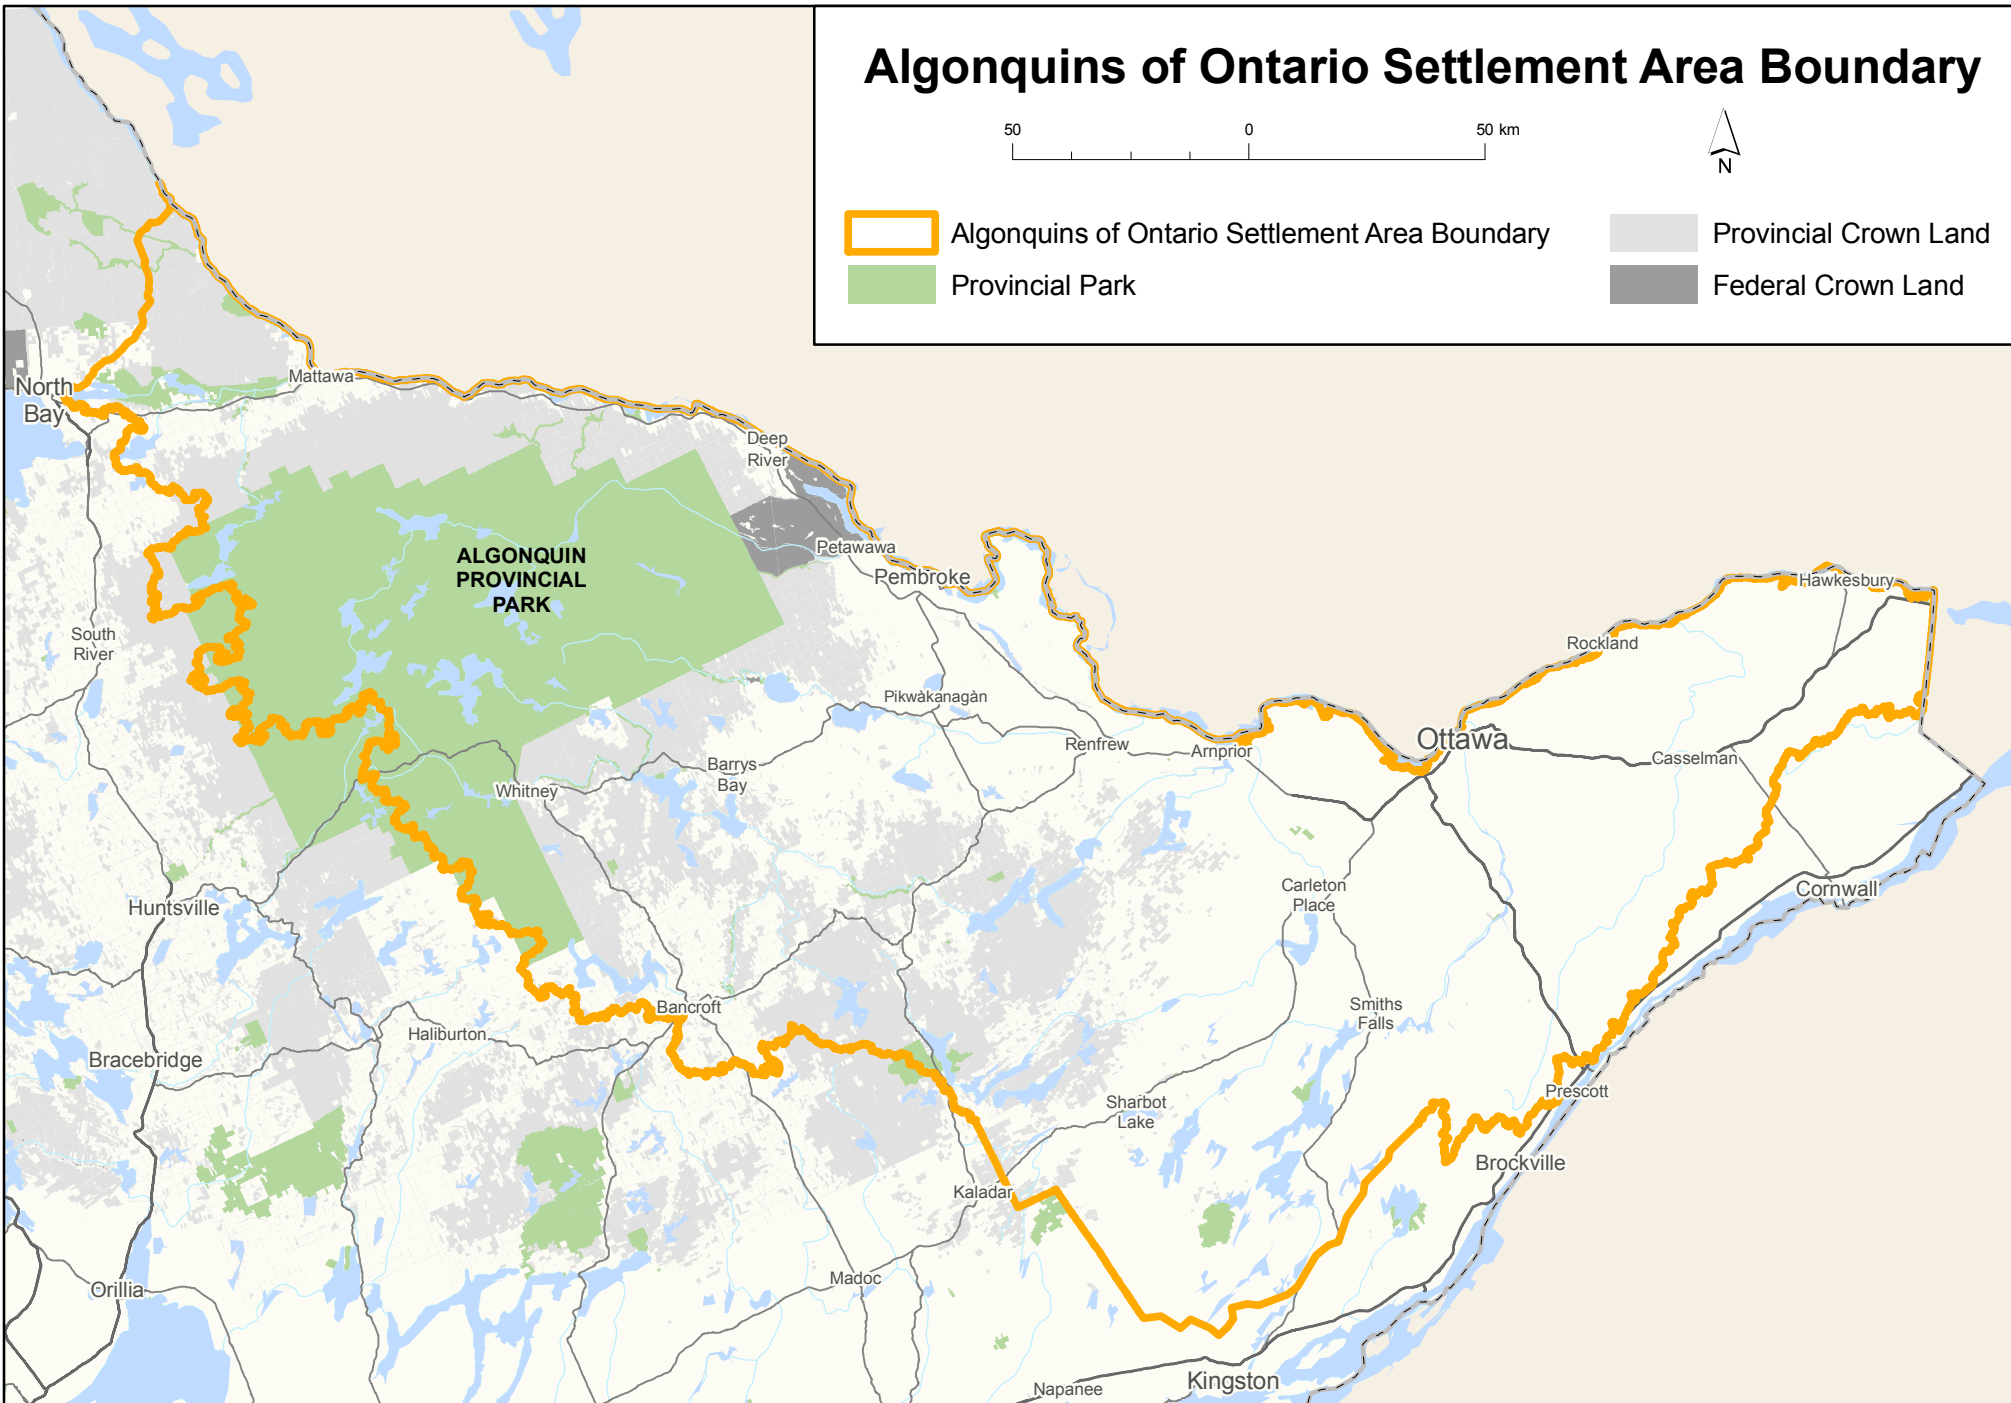 Algonquins of Ontario Settlement Area Boundary
50 0 50 km
N
Algonquins of Ontario Settlement Area Boundary
Provincial Crown Land
Provincial Park
Federal Crown Land
North
Bay
Mattawa
Deep
River
ALGONQUIN
PROVINCIAL
PARK
Petawawa
Pembroke
Hawkesbury
South
River
Rockland
Pikwàkanagàn
Renfrew
Arnprior
Ottawa
Casselman
Barrys
Bay
Whitney
Huntsville
Carleton
Place
Cornwall
Bancroft
Smiths
Falls
Haliburton
Bracebridge
Prescott
Sharbot
Lake
Brockville
Kaladar
Madoc
Orillia
Kingston
Napanee